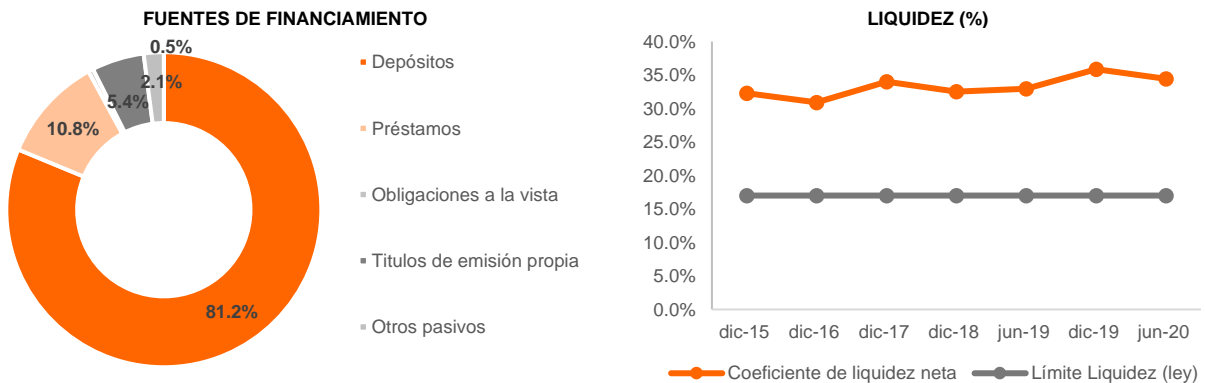 FUENTES DE FINANCIAMIENTO
0.5%
2.1%
5.4%
10.8%
81.2%
Depósitos
Préstamos
Obligaciones a la vista
Titulos de emisión propia
Otros pasivos
LIQUIDEZ (%)
40.0%
35.0%
30.0%
25.0%
20.0%
15.0%
10.0%
5.0%
0.0%
dic-15 dic-16 dic-17 dic-18 jun-19 dic-19 jun-20
Coeficiente de liquidez neta Límite Liquidez (ley)